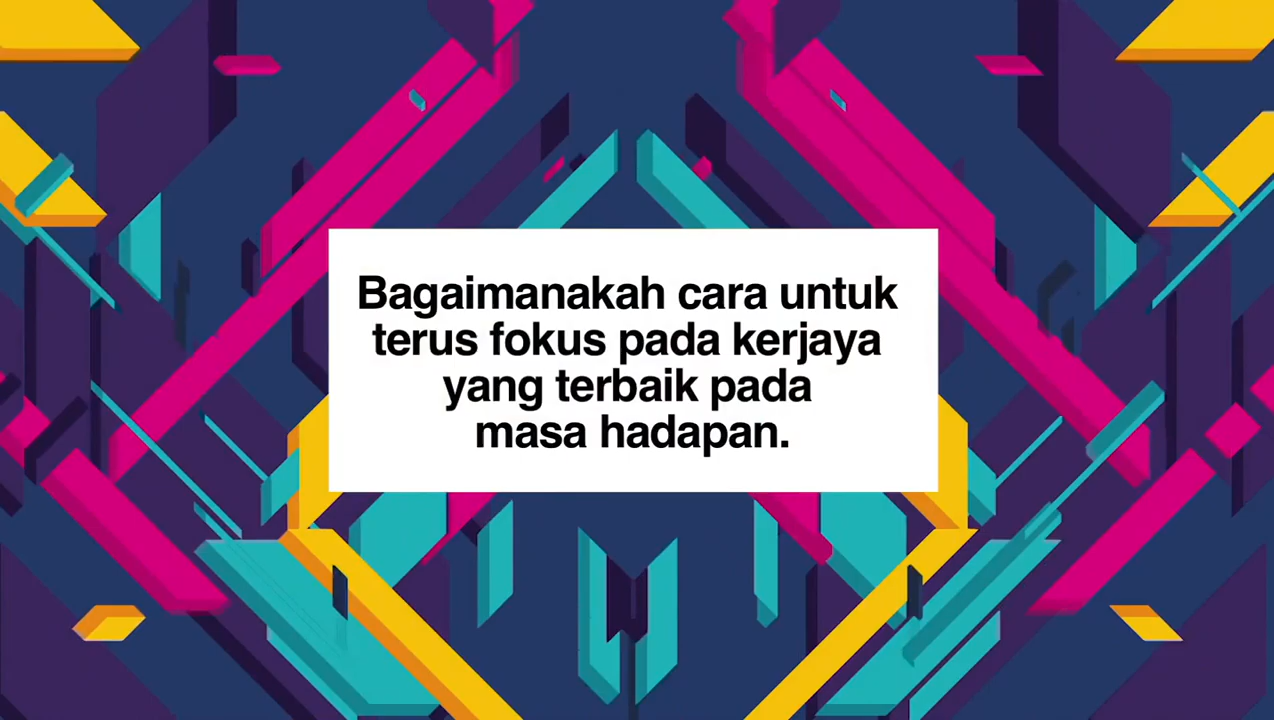 Bagaimanakah cara untuk
terus fokus pada kerjaya
yang terbaik pada
masa hadapan.